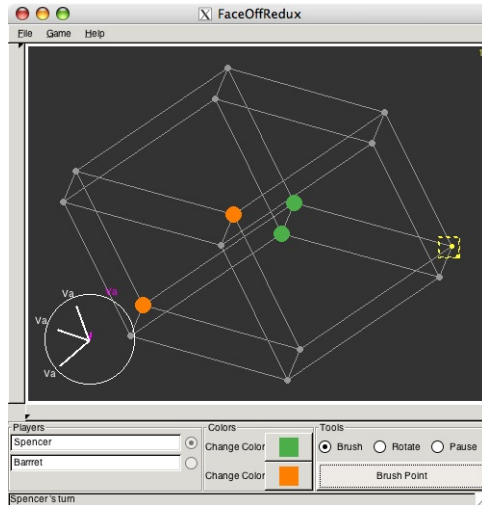 FaceOffRedux
File Game Help
Va
Va
Va
Va
Players
Colors
Tools
Spencer
Change Color
Brush Rotate Pause
Barrret
Change Color
Brush Point
Spencer's turn